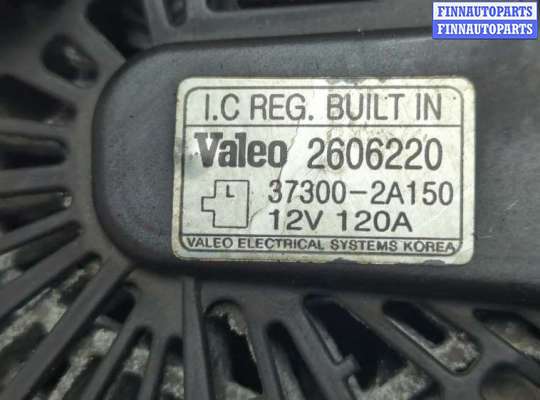 FINNAUTOPARTS
FINNAUTOPARTS
I.C REG. BUILT IN
Valeo 2606220
L 37300-2A150
12V 120A
VALEO ELECTRICAL SYSTEMS KOREA